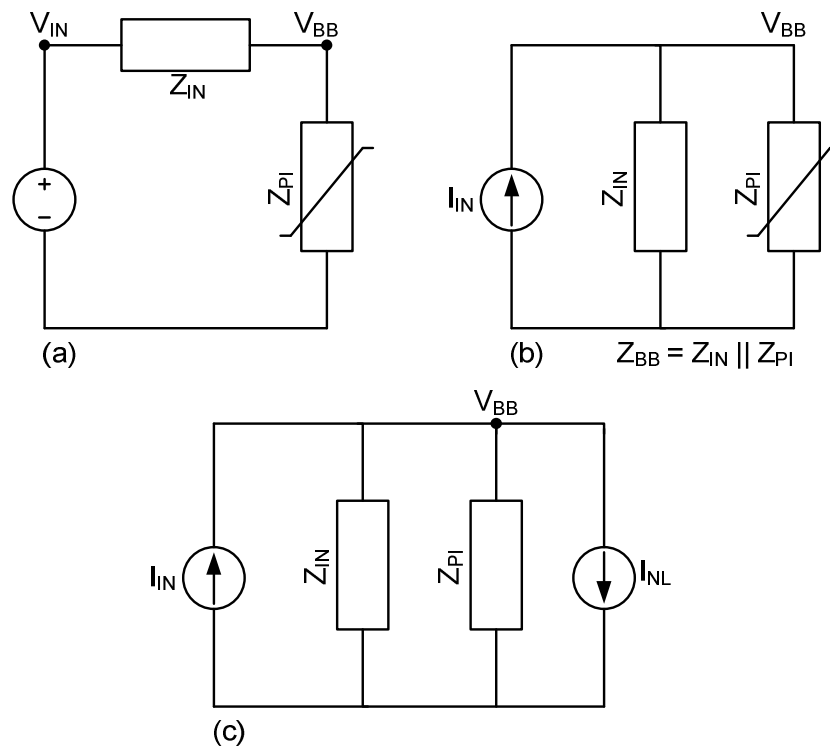 V_IN
V_BB
Z_IN
+
−
Z_PI
(a)
V_BB
I_IN
Z_IN
Z_PI
(b)
Z_BB = Z_IN || Z_PI
V_BB
I_IN
Z_IN
Z_PI
I_NL
(c)